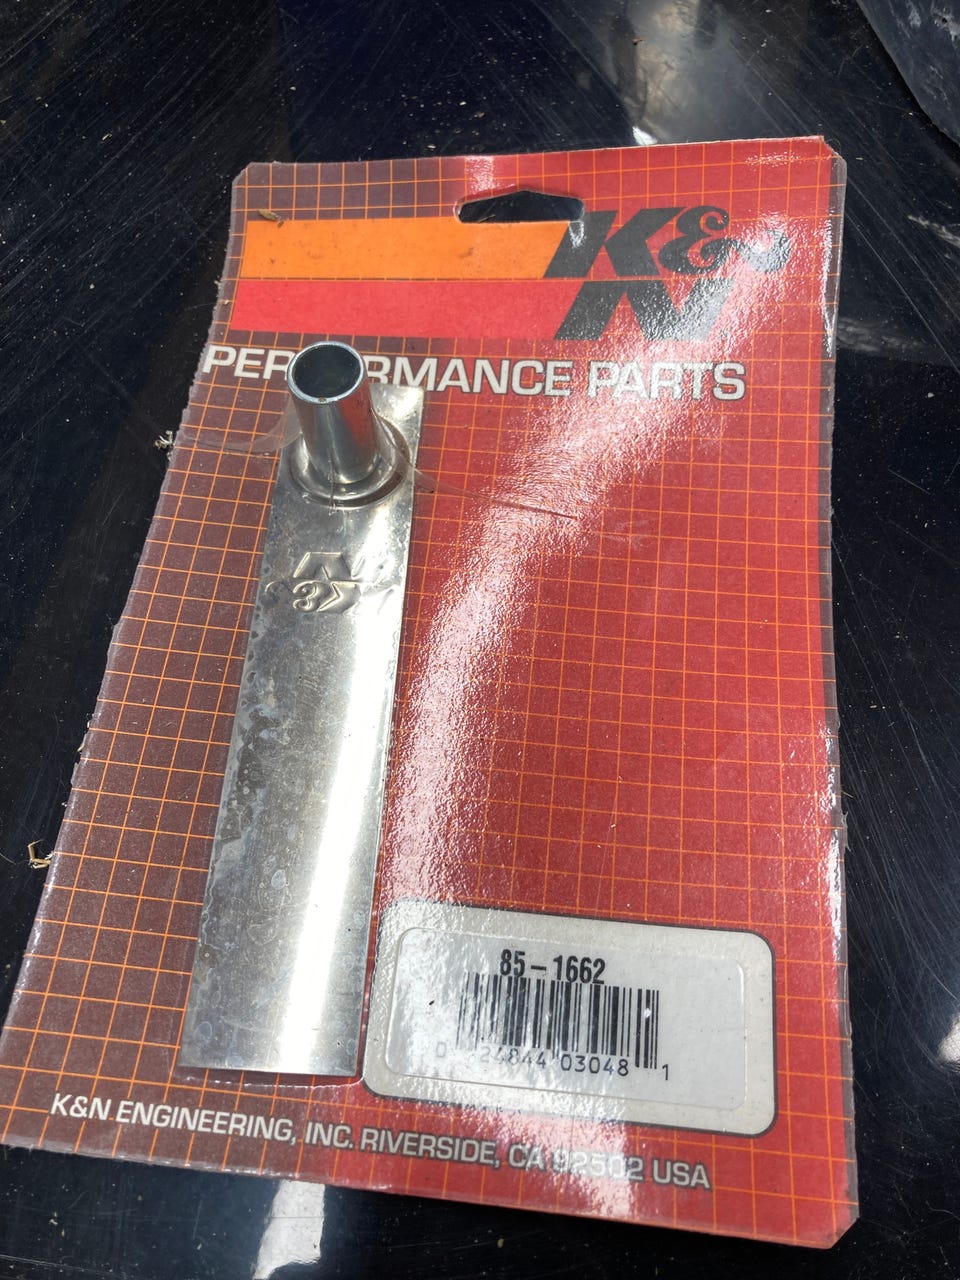 K&N
PERFORMANCE PARTS
K&N
85-1662
0 24844 03048 1
K&N ENGINEERING, INC. RIVERSIDE, CA 92502 USA